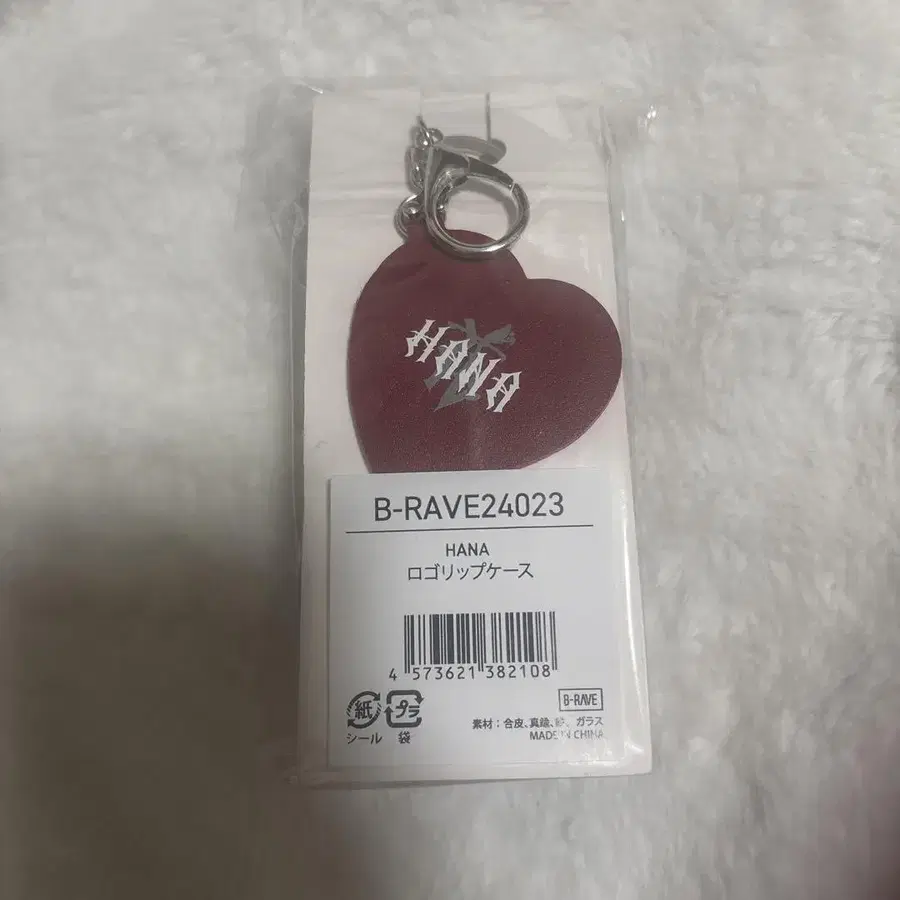 HANA
B-RAVE24023
HANA
ロゴリップケース
4 573621 382108
紙
シール
プラ
袋
B-RAVE
素材：合皮、真鍮、鉄、ガラス
MADE IN CHINA